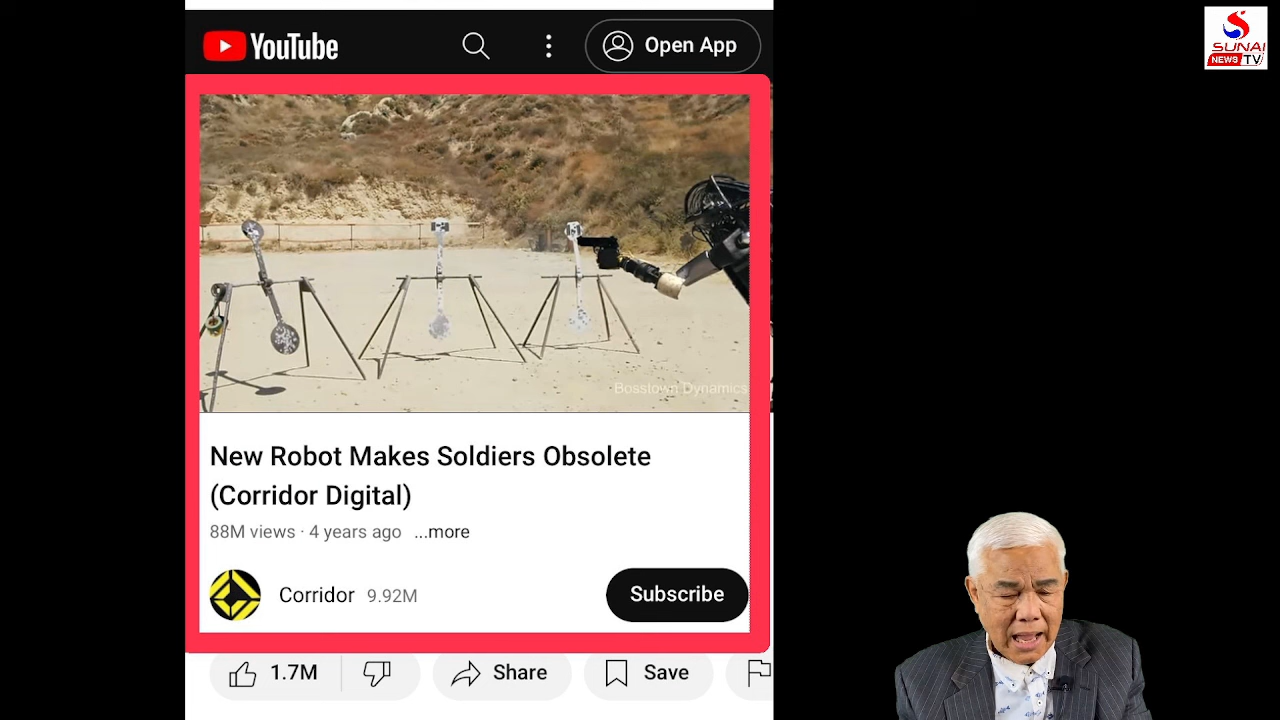 YouTube
Open App
SUNAI
NEWS TV
Bosstown Dynamics
New Robot Makes Soldiers Obsolete
(Corridor Digital)
88M views · 4 years ago ...more
Corridor 9.92M
Subscribe
1.7M
Share
Save